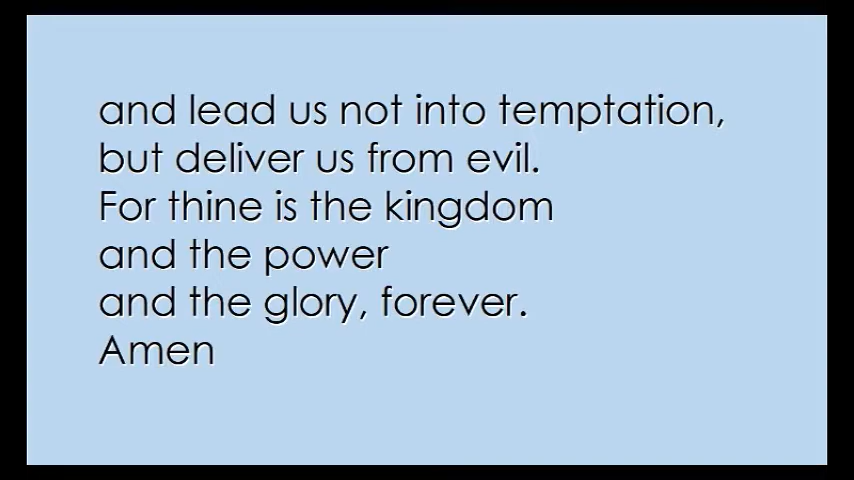 and lead us not into temptation,
but deliver us from evil.
For thine is the kingdom
and the power
and the glory, forever.
Amen